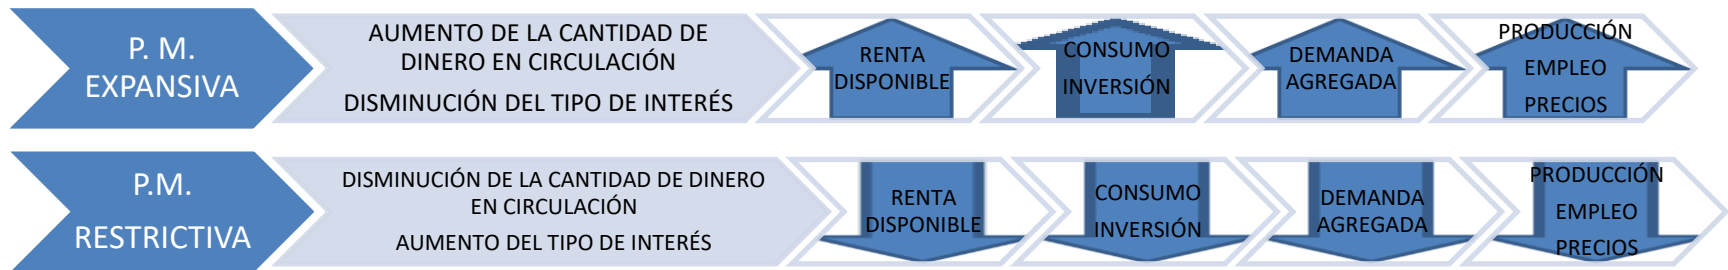 P. M.
EXPANSIVA
AUMENTO DE LA CANTIDAD DE
DINERO EN CIRCULACIÓN
DISMINUCIÓN DEL TIPO DE INTERÉS
RENTA
DISPONIBLE
CONSUMO
INVERSIÓN
DEMANDA
AGREGADA
PRODUCCIÓN
EMPLEO
PRECIOS
P.M.
RESTRICTIVA
DISMINUCIÓN DE LA CANTIDAD DE DINERO
EN CIRCULACIÓN
AUMENTO DEL TIPO DE INTERÉS
RENTA
DISPONIBLE
CONSUMO
INVERSIÓN
DEMANDA
AGREGADA
PRODUCCIÓN
EMPLEO
PRECIOS